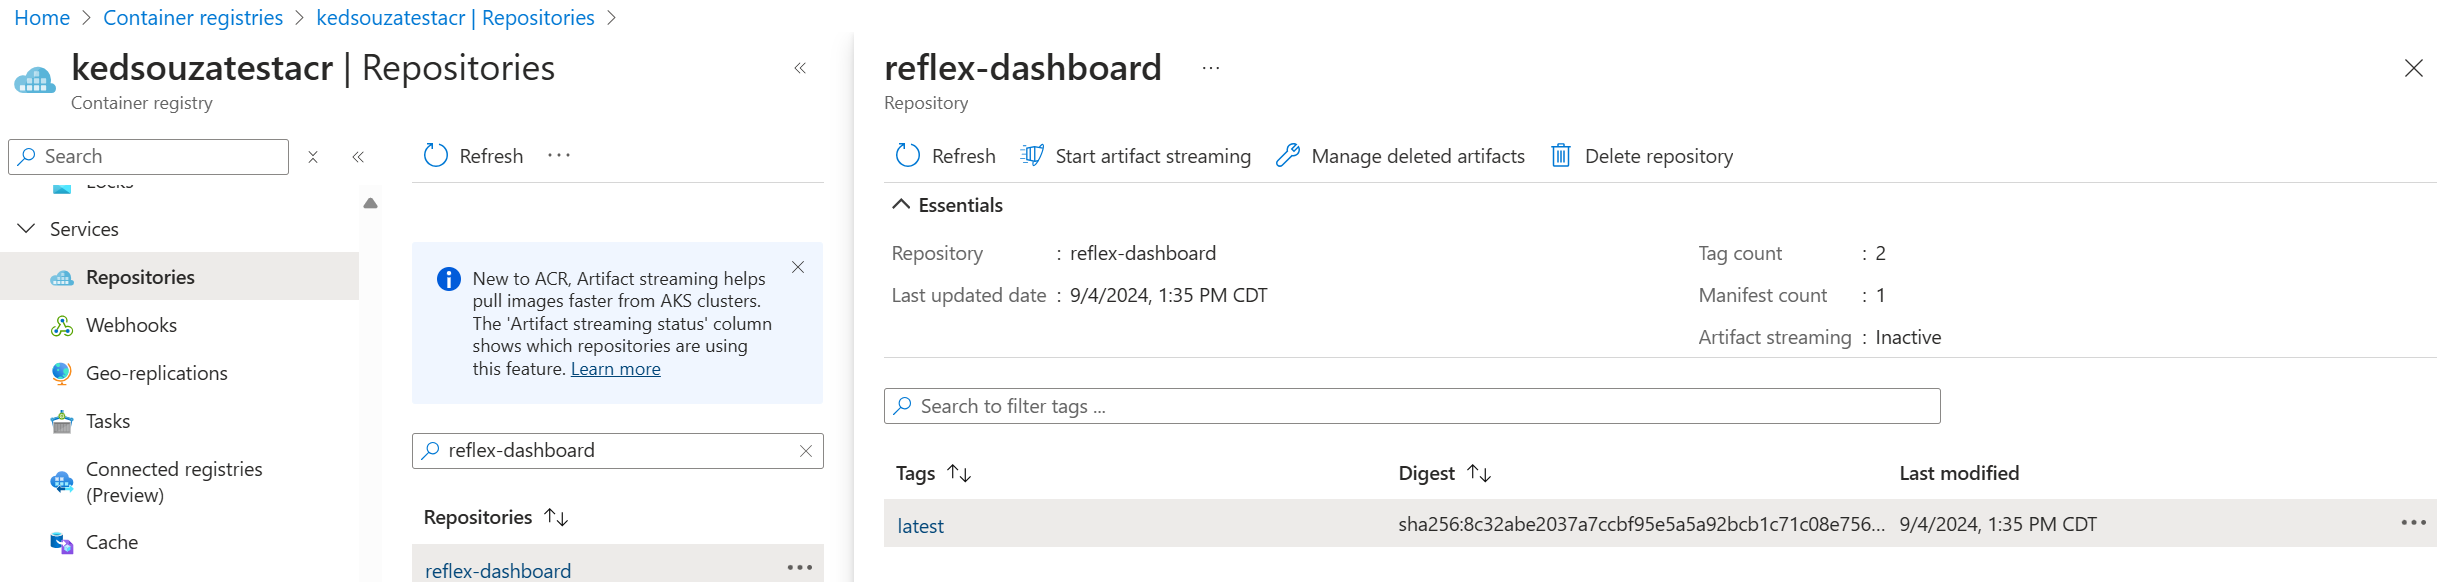 Home > Container registries > kedsouzatestacr | Repositories >
kedsouzatestacr | Repositories
Container registry
Search
Locks
Services
Repositories
Webhooks
Geo-replications
Tasks
Connected registries
(Preview)
Cache
Refresh
New to ACR, Artifact streaming helps
pull images faster from AKS clusters.
The 'Artifact streaming status' column
shows which repositories are using
this feature. Learn more
reflex-dashboard
Repositories
reflex-dashboard
reflex-dashboard
Repository
Refresh Start artifact streaming Manage deleted artifacts Delete repository
Essentials
Repository : reflex-dashboard
Last updated date : 9/4/2024, 1:35 PM CDT
Tag count : 2
Manifest count : 1
Artifact streaming : Inactive
Search to filter tags ...
Tags Digest Last modified
latest sha256:8c32abe2037a7ccbf95e5a5a92bcb1c71c08e756... 9/4/2024, 1:35 PM CDT